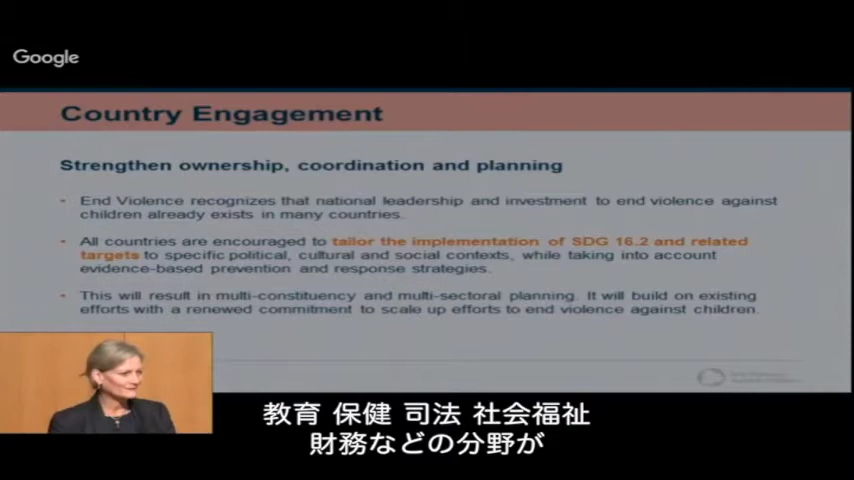 Google
Country Engagement
Strengthen ownership, coordination and planning
• End Violence recognizes that national leadership and investment to end violence against
children already exists in many countries.
• All countries are encouraged to tailor the implementation of SDG 16.2 and related
targets to specific political, cultural and social contexts, while taking into account
evidence-based prevention and response strategies.
• This will result in multi-constituency and multi-sectoral planning. It will build on existing
efforts with a renewed commitment to scale up efforts to end violence against children.
教育 保健 司法 社会福祉
財務などの分野が